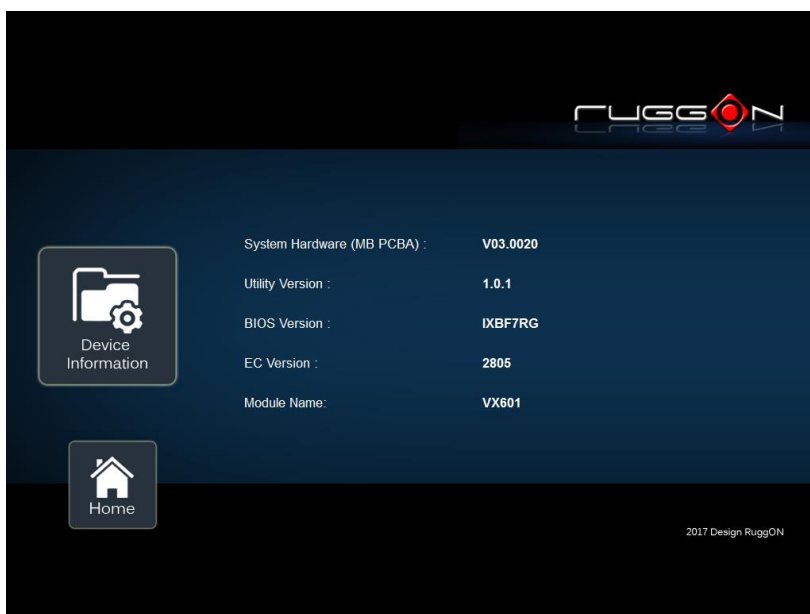 ruggon
System Hardware (MB PCBA) : V03.0020
Utility Version : 1.0.1
BIOS Version : IXBF7RG
EC Version : 2805
Module Name: VX601
Device
Information
Home
2017 Design RuggON